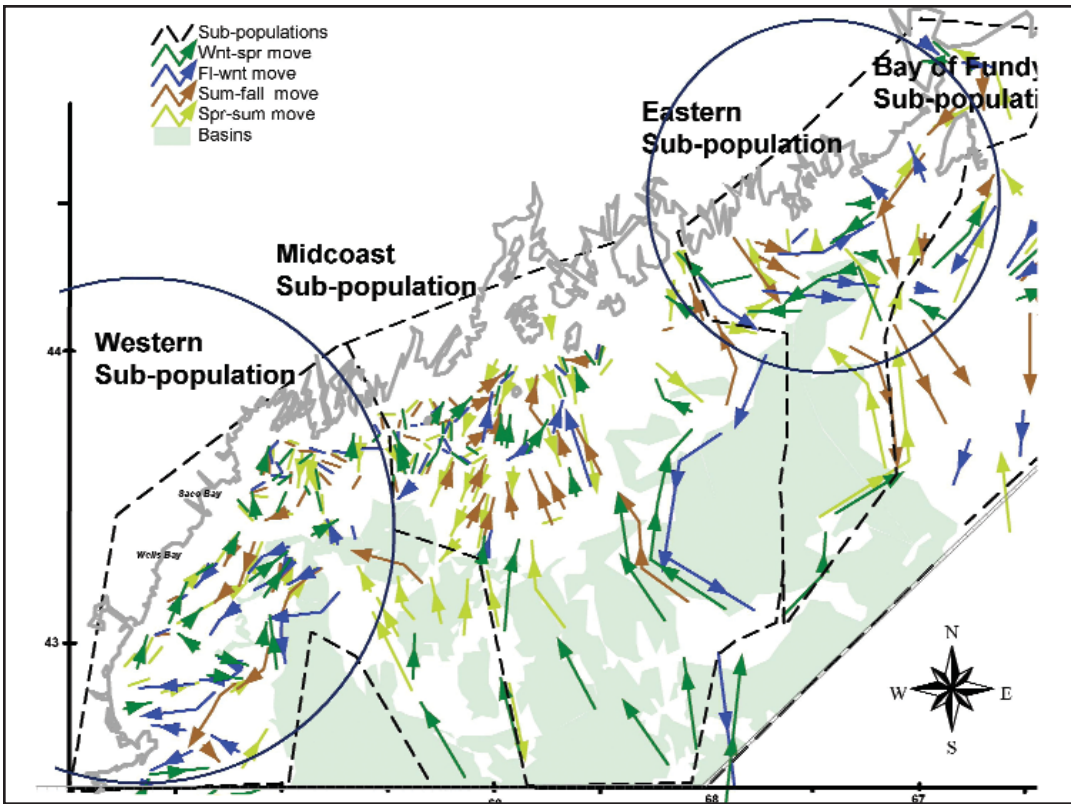 Sub-populations
Wnt-spr move
Fl-wnt move
Sum-fall move
Spr-sum move
Basins
Bay of Fundy
Sub-populati
Eastern
Sub-population
Midcoast
Sub-population
Western
Sub-population
44
Saco Bay
Wells Bay
43
N
W
E
S
68
67